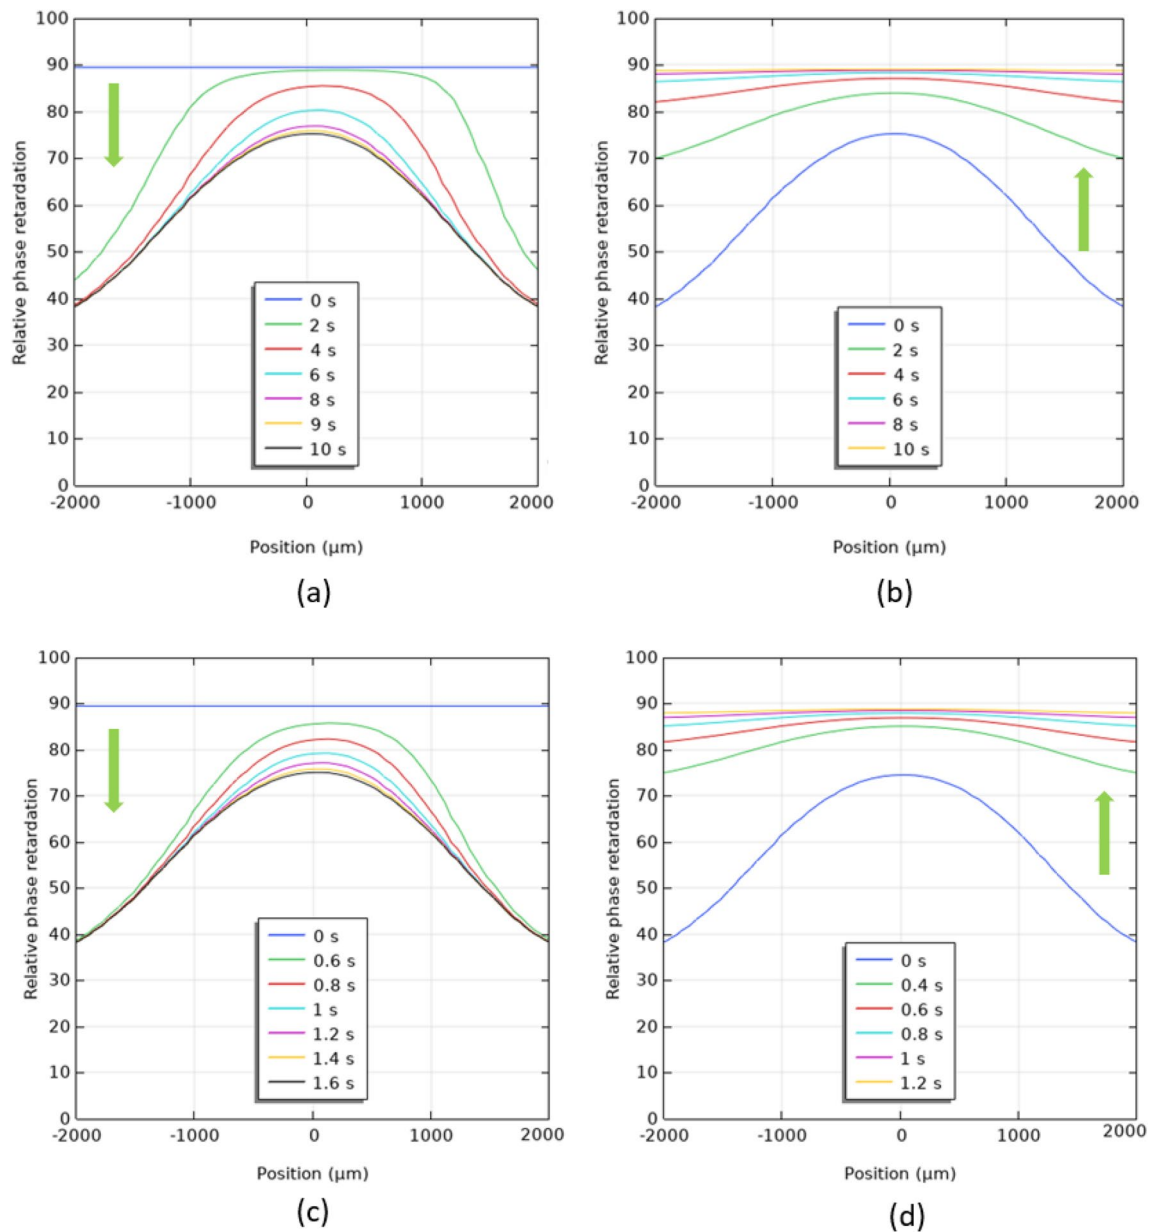 100
90
80
70
60
50
40
30
20
10
0
Relative phase retardation
0 s
2 s
4 s
6 s
8 s
9 s
10 s
-2000 -1000 0 1000 2000
Position (µm)
(a)
100
90
80
70
60
50
40
30
20
10
0
Relative phase retardation
0 s
2 s
4 s
6 s
8 s
10 s
-2000 -1000 0 1000 2000
Position (µm)
(b)
100
90
80
70
60
50
40
30
20
10
0
Relative phase retardation
0 s
0.6 s
0.8 s
1 s
1.2 s
1.4 s
1.6 s
-2000 -1000 0 1000 2000
Position (µm)
(c)
100
90
80
70
60
50
40
30
20
10
0
Relative phase retardation
0 s
0.4 s
0.6 s
0.8 s
1 s
1.2 s
-2000 -1000 0 1000 2000
Position (µm)
(d)